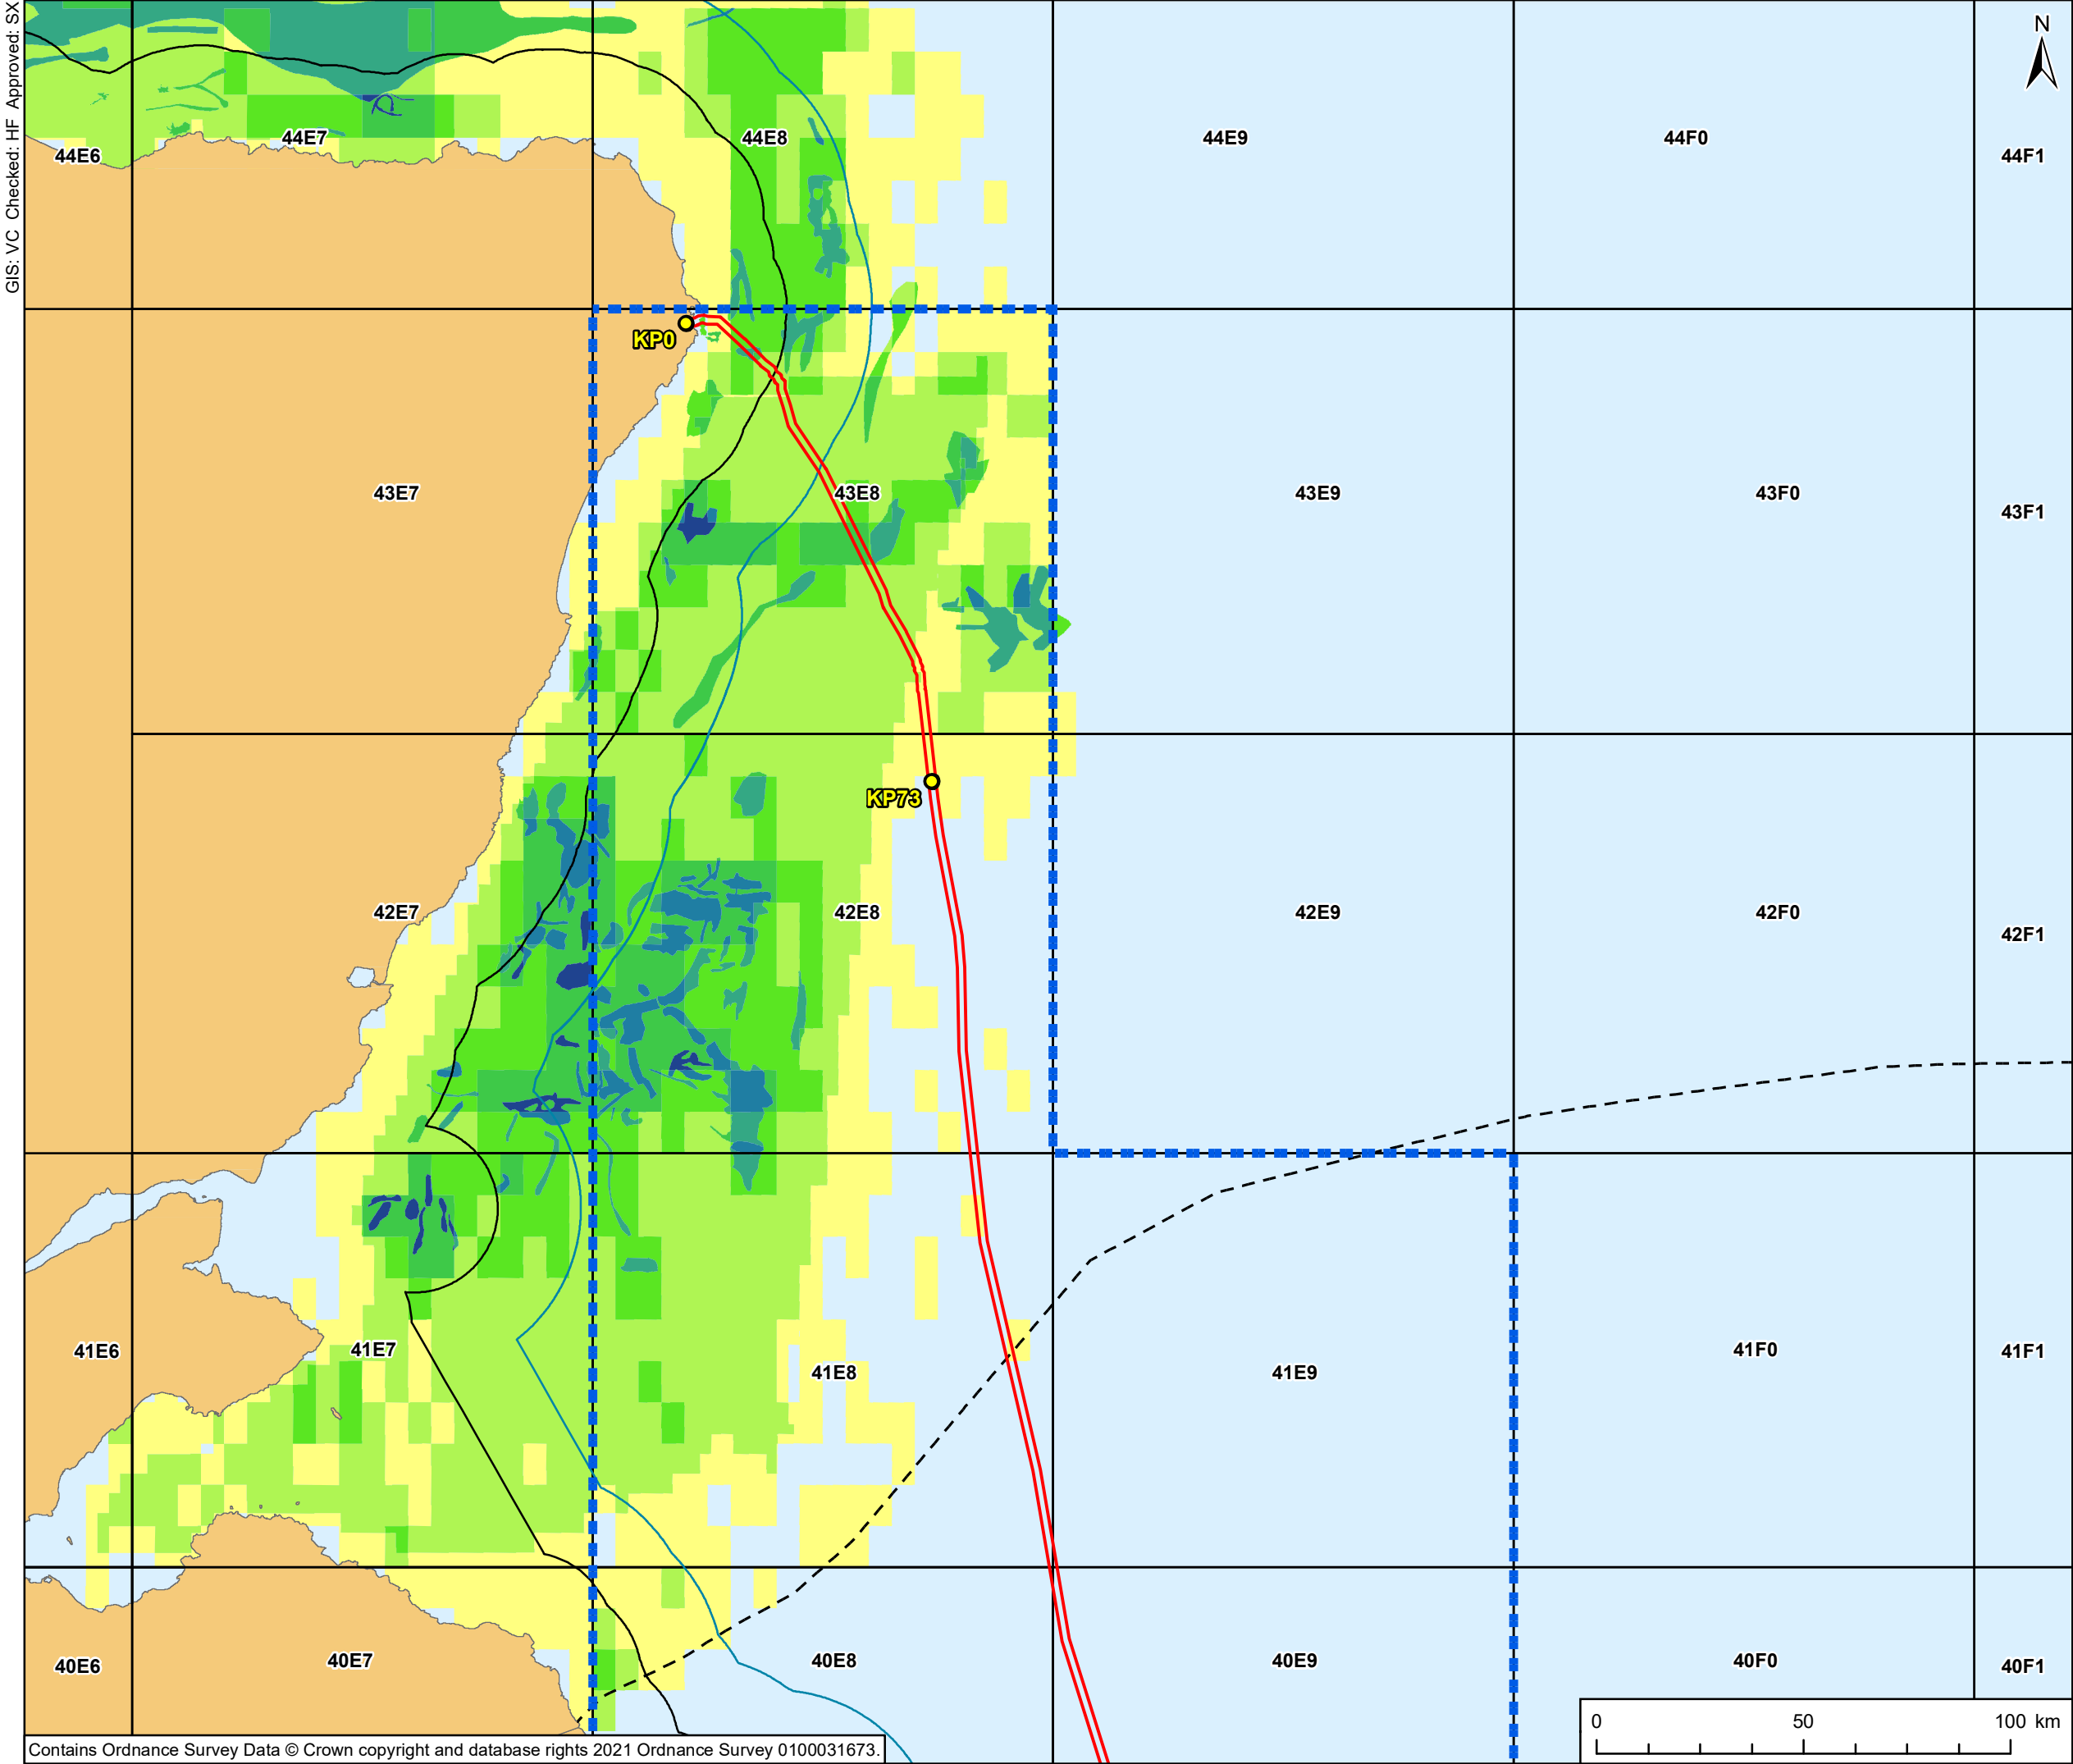 GIS: VC Checked: HF Approved: SX
N
44E6
44E7
44E8
44E9
44F0
44F1
KP0
43E7
43E8
43E9
43F0
43F1
KP73
42E7
42E8
42E9
42F0
42F1
41E6
41E7
41E8
41E9
41F0
41F1
40E6
40E7
40E8
40E9
40F0
40F1
0 50 100 km
Contains Ordnance Survey Data © Crown copyright and database rights 2021 Ordnance Survey 0100031673.